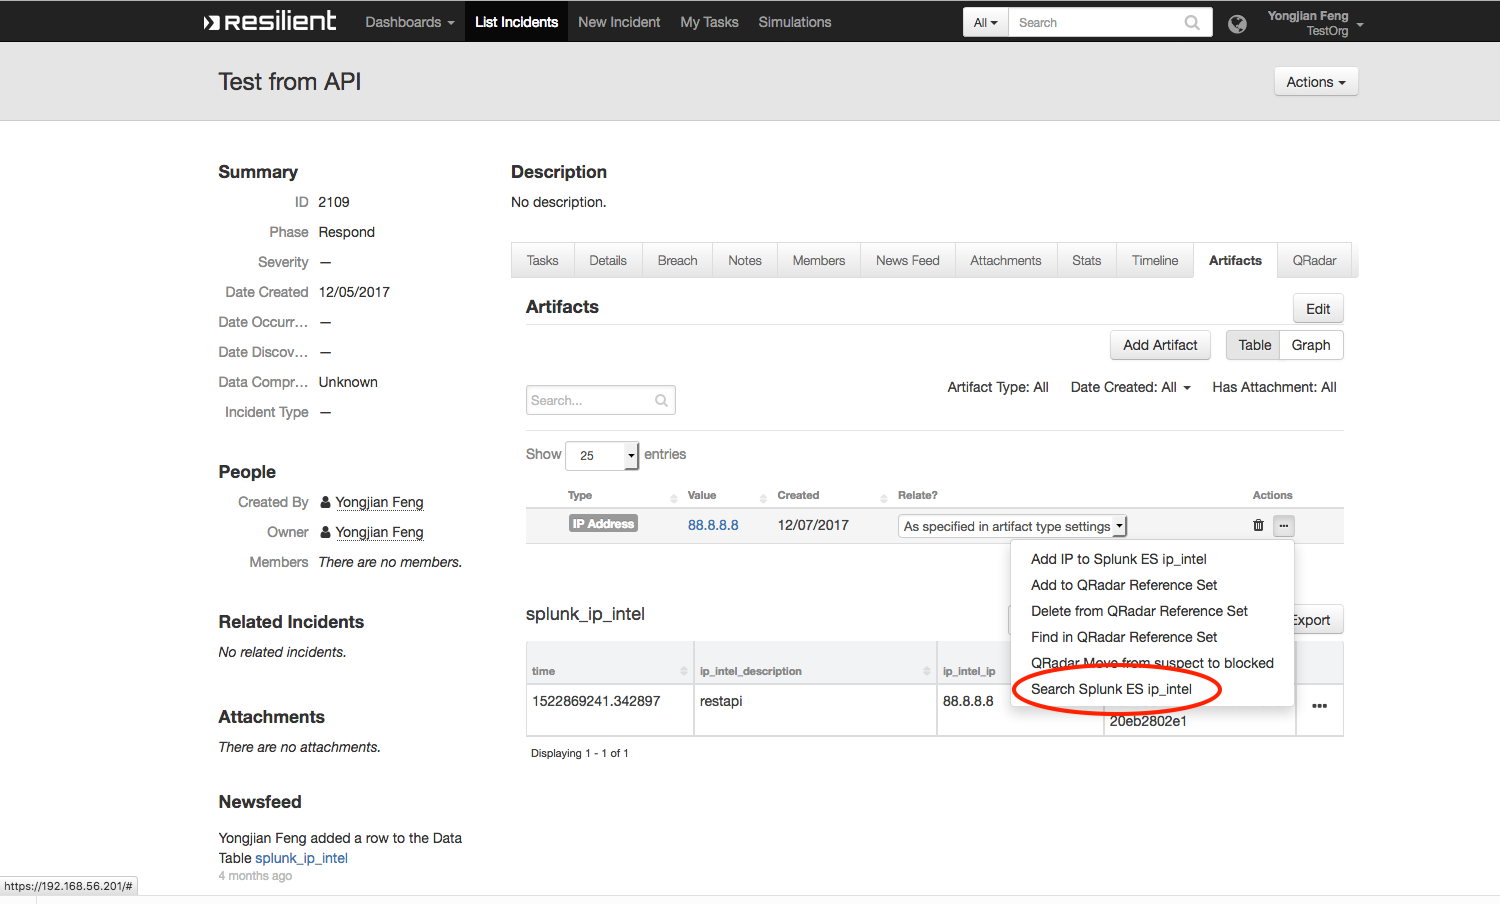 resilient Dashboards List Incidents New Incident My Tasks Simulations All Search Yongjian Feng
TestOrg
Test from API Actions
Summary
ID 2109
Phase Respond
Severity —
Date Created 12/05/2017
Date Occurr... —
Date Discov... —
Data Compr... Unknown
Incident Type —
People
Created By Yongjian Feng
Owner Yongjian Feng
Members There are no members.
Related Incidents
No related incidents.
Attachments
There are no attachments.
Newsfeed
Yongjian Feng added a row to the Data
Table splunk_ip_intel
4 months ago
Description
No description.
Tasks Details Breach Notes Members News Feed Attachments Stats Timeline Artifacts QRadar
Artifacts Edit
Add Artifact Table Graph
Artifact Type: All Date Created: All Has Attachment: All
Search...
Show 25 entries
Type Value Created Relate? Actions
IP Address 88.8.8.8 12/07/2017 As specified in artifact type settings ...
Add IP to Splunk ES ip_intel
Add to QRadar Reference Set
Delete from QRadar Reference Set
Find in QRadar Reference Set
QRadar Move from suspect to blocked
Search Splunk ES ip_intel
splunk_ip_intel Export
time ip_intel_description ip_intel_ip
1522869241.342897 restapi 88.8.8.8 •••
20eb2802e1
Displaying 1 - 1 of 1
https://192.168.56.201/#